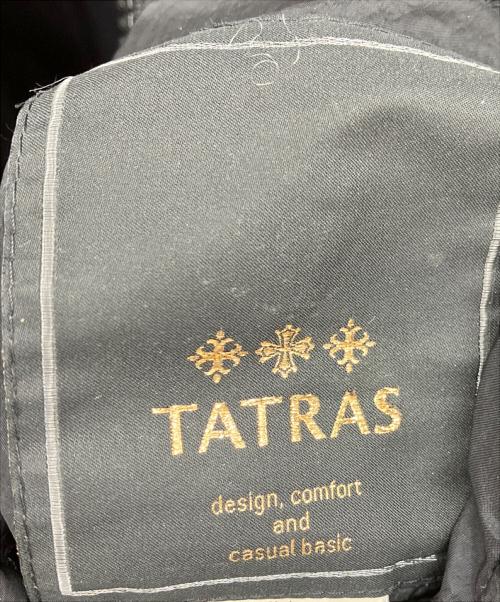 TATRAS
design, comfort
and
casual basic